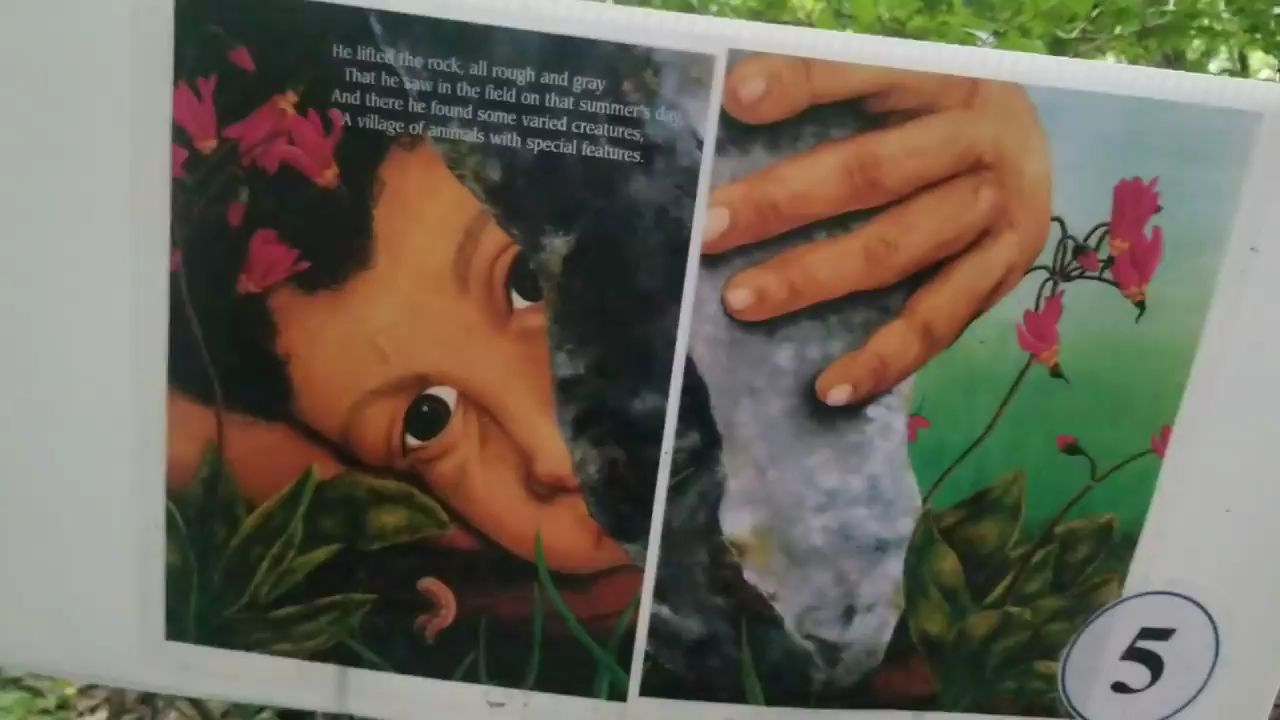 He lifted the rock, all rough and gray
That he saw in the field on that summer's day.
And there he found some varied creatures,
A village of animals with special features.
5